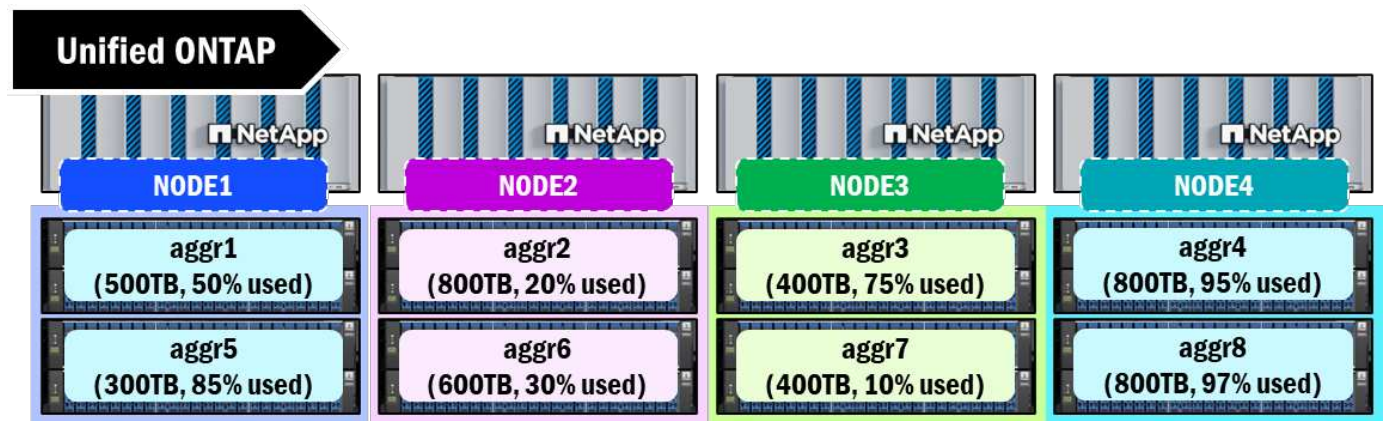 Unified ONTAP
NetApp
NetApp
NetApp
NetApp
NODE1
NODE2
NODE3
NODE4
aggr1
(500TB, 50% used)
aggr2
(800TB, 20% used)
aggr3
(400TB, 75% used)
aggr4
(800TB, 95% used)
aggr5
(300TB, 85% used)
aggr6
(600TB, 30% used)
aggr7
(400TB, 10% used)
aggr8
(800TB, 97% used)